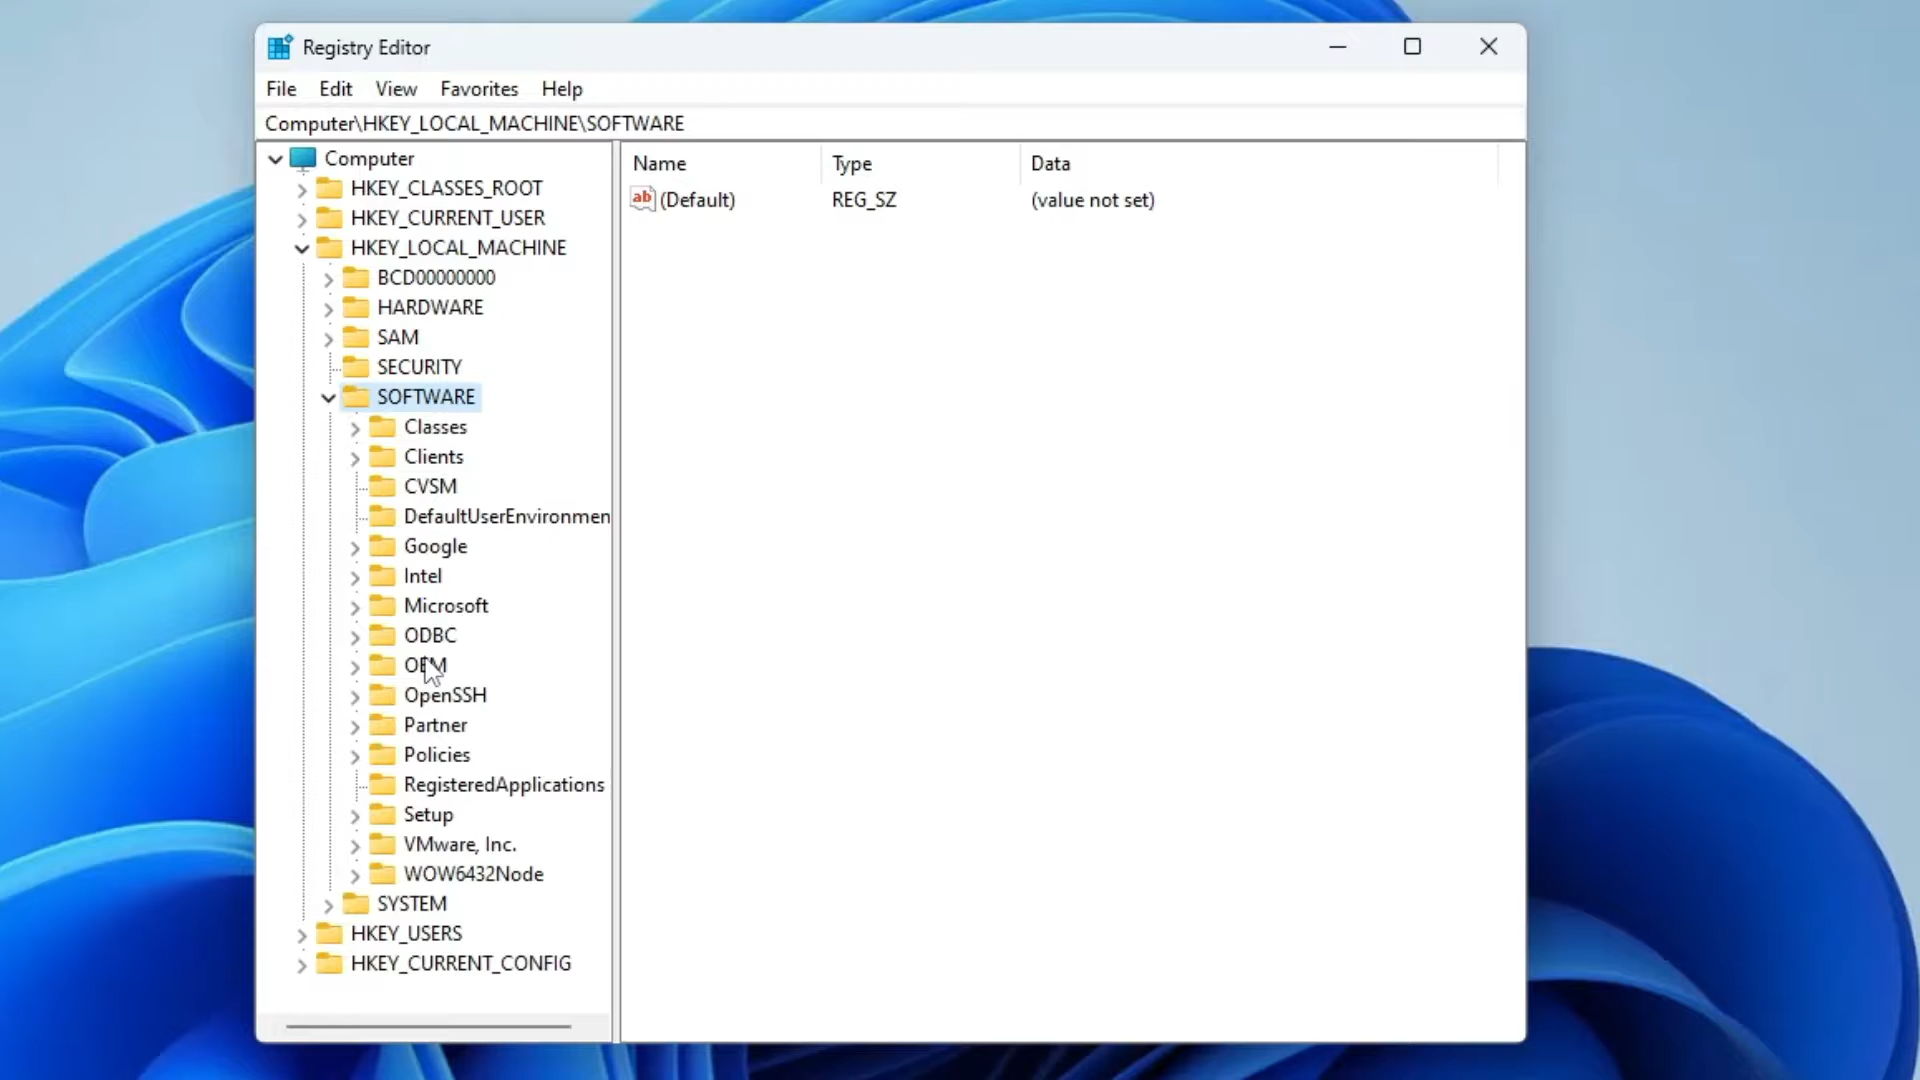 Registry Editor
File Edit View Favorites Help
Computer\HKEY_LOCAL_MACHINE\SOFTWARE
Computer
HKEY_CLASSES_ROOT
HKEY_CURRENT_USER
HKEY_LOCAL_MACHINE
BCD00000000
HARDWARE
SAM
SECURITY
SOFTWARE
Classes
Clients
CVSM
DefaultUserEnvironmen
Google
Intel
Microsoft
ODBC
OEM
OpenSSH
Partner
Policies
RegisteredApplications
Setup
VMware, Inc.
WOW6432Node
SYSTEM
HKEY_USERS
HKEY_CURRENT_CONFIG
Name Type Data
ab (Default) REG_SZ (value not set)